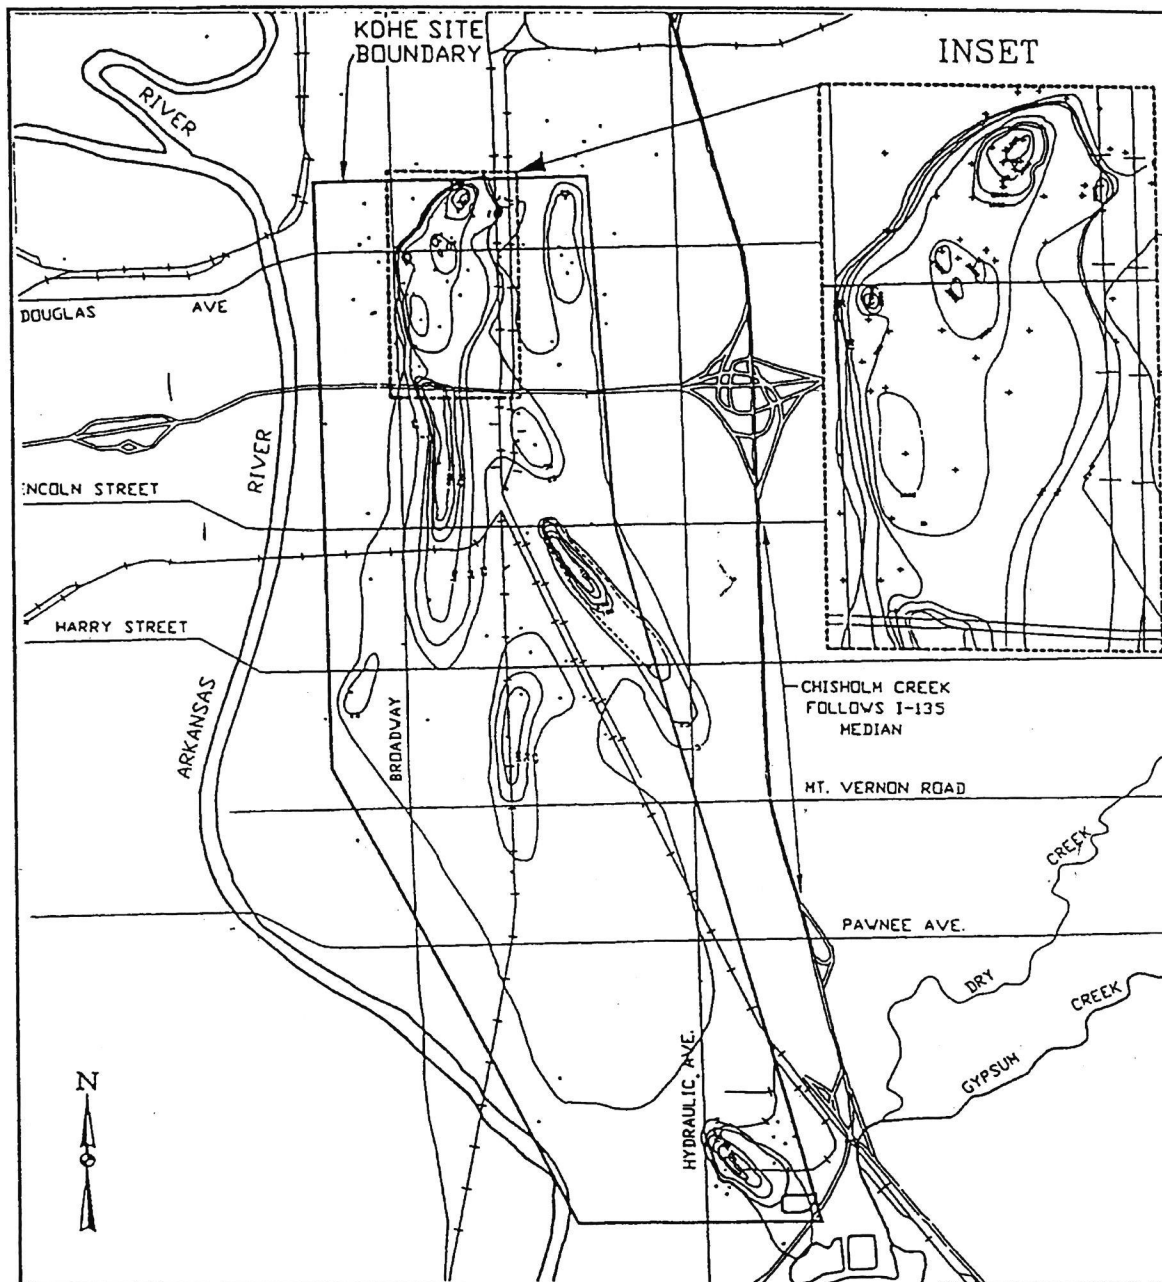 KOHE SITE
BOUNDARY
INSET
RIVER
DOUGLAS AVE
RIVER
ENCOLN STREET
HARRY STREET
ARKANSAS
BROADWAY
CHISHOLM CREEK
FOLLOWS I-135
MEDIAN
MT. VERNON ROAD
CREEK
PAWNEE AVE.
DRY
CREEK
GYPSUM
HYDRAULIC AVE.
N